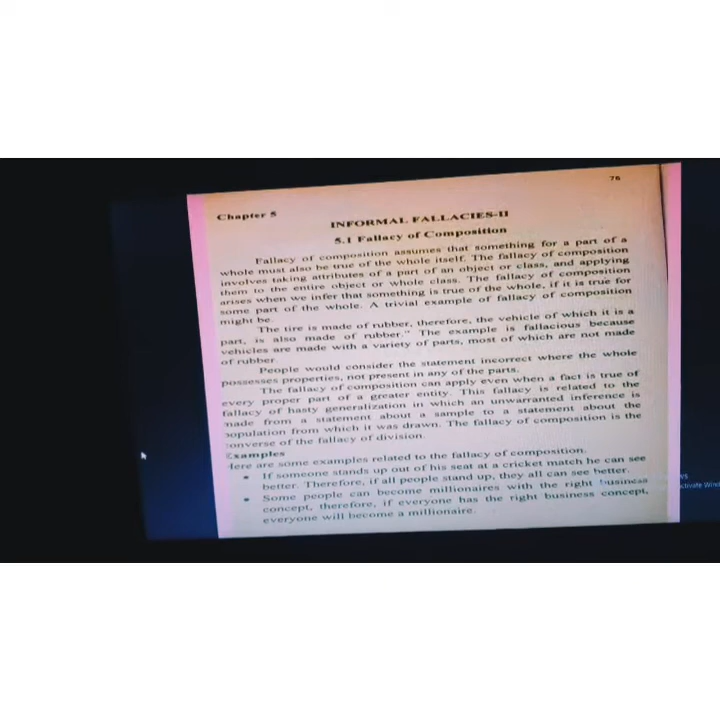 76
Chapter 5
INFORMAL FALLACIES-II
5.1 Fallacy of Composition
Fallacy of composition assumes that something for a part of a
whole must also be true of the whole itself. The fallacy of composition
involves taking attributes of a part of an object or class, and applying
them to the entire object or whole class. The fallacy of composition
arises when we infer that something is true of the whole, if it is true for
some part of the whole. A trivial example of fallacy of composition
might be.
The tire is made of rubber, therefore, the vehicle of which it is a
part, is also made of rubber." The example is fallacious because
vehicles are made with a variety of parts, most of which are not made
of rubber.
People would consider the statement incorrect where the whole
possesses properties, not present in any of the parts.
The fallacy of composition can apply even when a fact is true of
every proper part of a greater entity. This fallacy is related to the
fallacy of hasty generalization in which an unwarranted inference is
made from a statement about a sample to a statement about the
population from which it was drawn. The fallacy of composition is the
converse of the fallacy of division.
Examples
Here are some examples related to the fallacy of composition.
• If someone stands up out of his seat at a cricket match he can see
better. Therefore, if all people stand up, they all can see better.
• Some people can become millionaires with the right business
concept, therefore, if everyone has the right business concept,
everyone will become a millionaire.